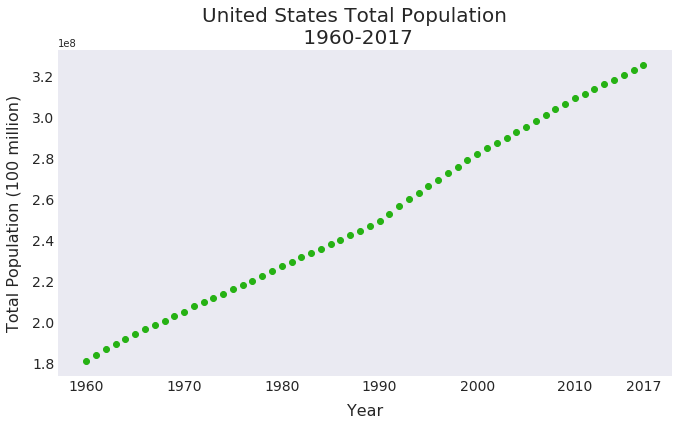 United States Total Population
1960-2017
1e8
Total Population (100 million)
3.2
3.0
2.8
2.6
2.4
2.2
2.0
1.8
1960 1970 1980 1990 2000 2010 2017
Year